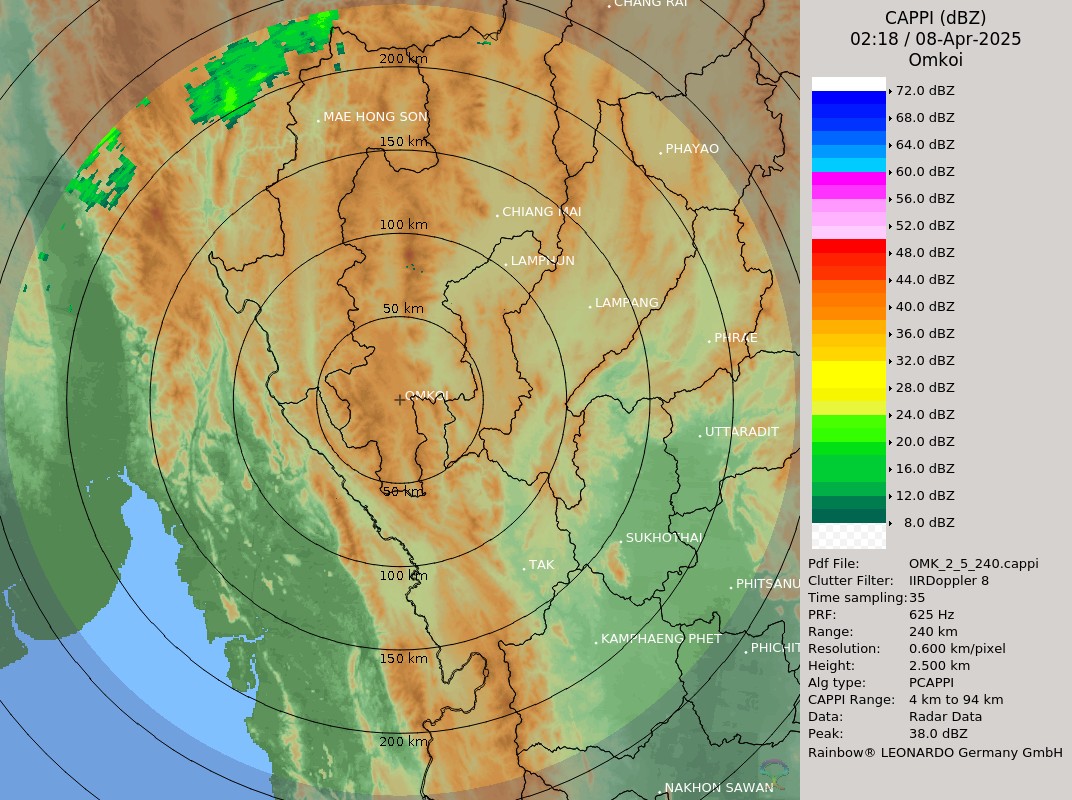 CHANG RAI
200 km
MAE HONG SON
150 km
PHAYAO
CHIANG MAI
100 km
LAMPHUN
LAMPANG
50 km
PHRAE
OMKOI
UTTARADIT
50 km
SUKHOTHAI
TAK
100 km
PHITSANU
KAMPHAENG PHET
PHICHIT
150 km
200 km
NAKHON SAWAN
CAPPI (dBZ)
02:18 / 08-Apr-2025
Omkoi
72.0 dBZ
68.0 dBZ
64.0 dBZ
60.0 dBZ
56.0 dBZ
52.0 dBZ
48.0 dBZ
44.0 dBZ
40.0 dBZ
36.0 dBZ
32.0 dBZ
28.0 dBZ
24.0 dBZ
20.0 dBZ
16.0 dBZ
12.0 dBZ
8.0 dBZ
Pdf File: OMK_2_5_240.cappi
Clutter Filter: IIRDoppler 8
Time sampling: 35
PRF: 625 Hz
Range: 240 km
Resolution: 0.600 km/pixel
Height: 2.500 km
Alg type: PCAPPI
CAPPI Range: 4 km to 94 km
Data: Radar Data
Peak: 38.0 dBZ
Rainbow® LEONARDO Germany GmbH